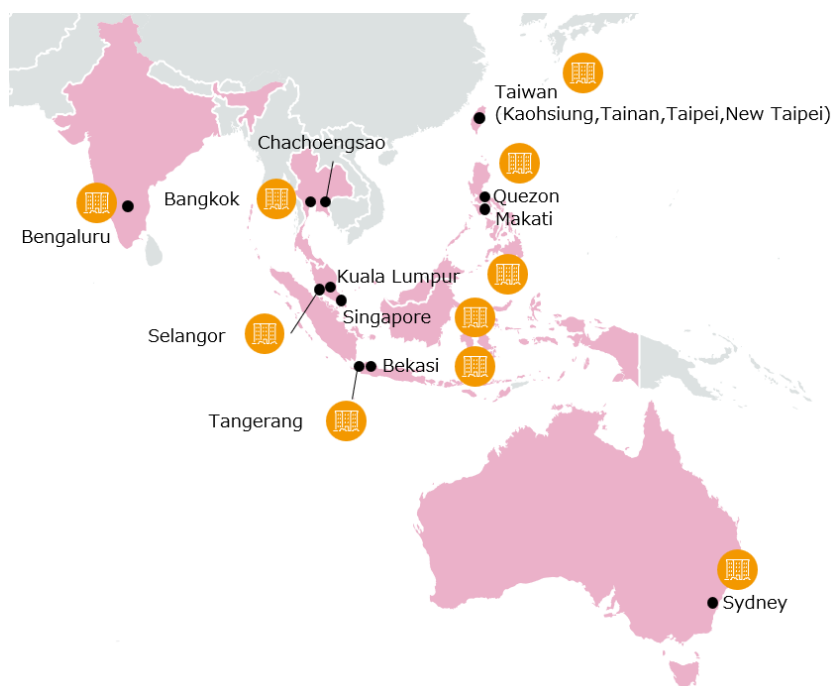 Taiwan
(Kaohsiung,Tainan,Taipei,New Taipei)
Chachoengsao
Bangkok
Quezon
Makati
Bengaluru
Kuala Lumpur
Singapore
Selangor
Bekasi
Tangerang
Sydney